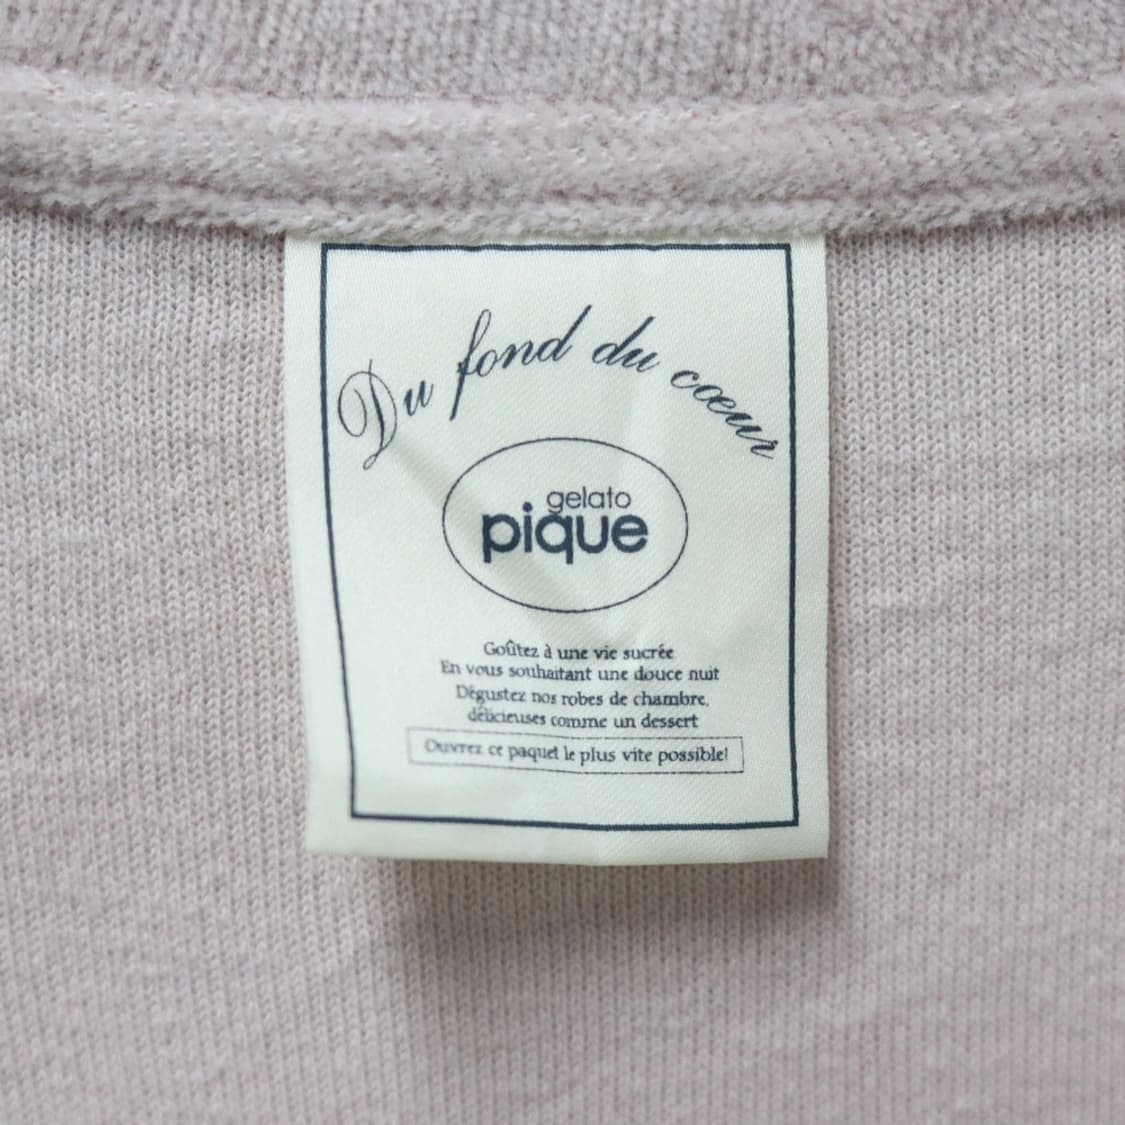 Du fond du cœur
gelato
pique
Goûtez à une vie sucrée
En vous souhaitant une douce nuit
Dégustez nos robes de chambre,
délicieuses comme un dessert
Ouvrez ce paquet le plus vite possible!